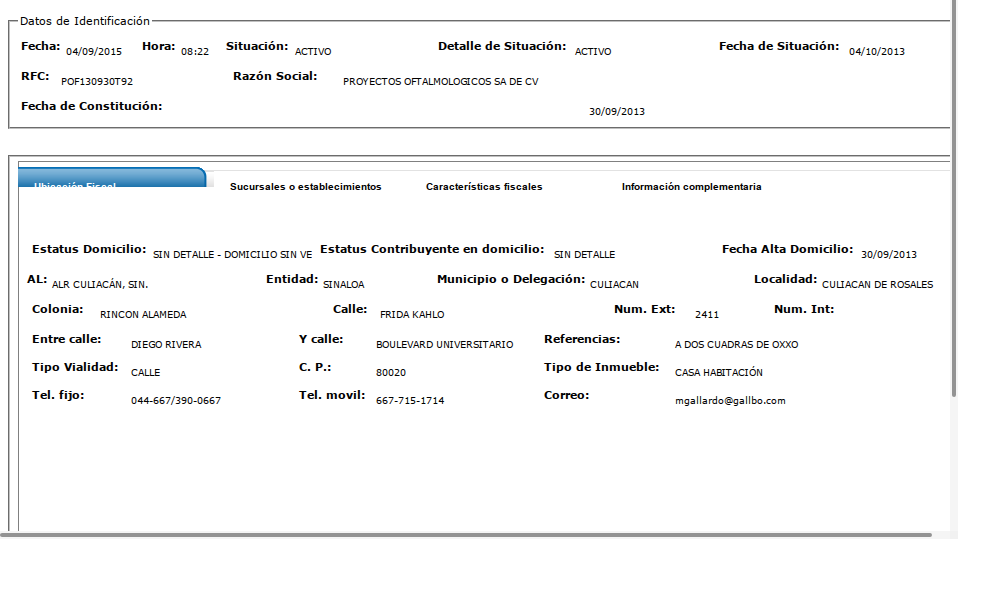 Datos de Identificación
Fecha: 04/09/2015 Hora: 08:22 Situación: ACTIVO Detalle de Situación: ACTIVO Fecha de Situación: 04/10/2013
RFC: POF130930T92 Razón Social: PROYECTOS OFTALMOLOGICOS SA DE CV
Fecha de Constitución: 30/09/2013
Ubicación Fiscal Sucursales o establecimientos Características fiscales Información complementaria
Estatus Domicilio: SIN DETALLE - DOMICILIO SIN VE Estatus Contribuyente en domicilio: SIN DETALLE Fecha Alta Domicilio: 30/09/2013
AL: ALR CULIACÁN, SIN. Entidad: SINALOA Municipio o Delegación: CULIACAN Localidad: CULIACAN DE ROSALES
Colonia: RINCON ALAMEDA Calle: FRIDA KAHLO Num. Ext: 2411 Num. Int:
Entre calle: DIEGO RIVERA Y calle: BOULEVARD UNIVERSITARIO Referencias: A DOS CUADRAS DE OXXO
Tipo Vialidad: CALLE C. P.: 80020 Tipo de Inmueble: CASA HABITACIÓN
Tel. fijo: 044-667/390-0667 Tel. movil: 667-715-1714 Correo: mgallardo@gallbo.com